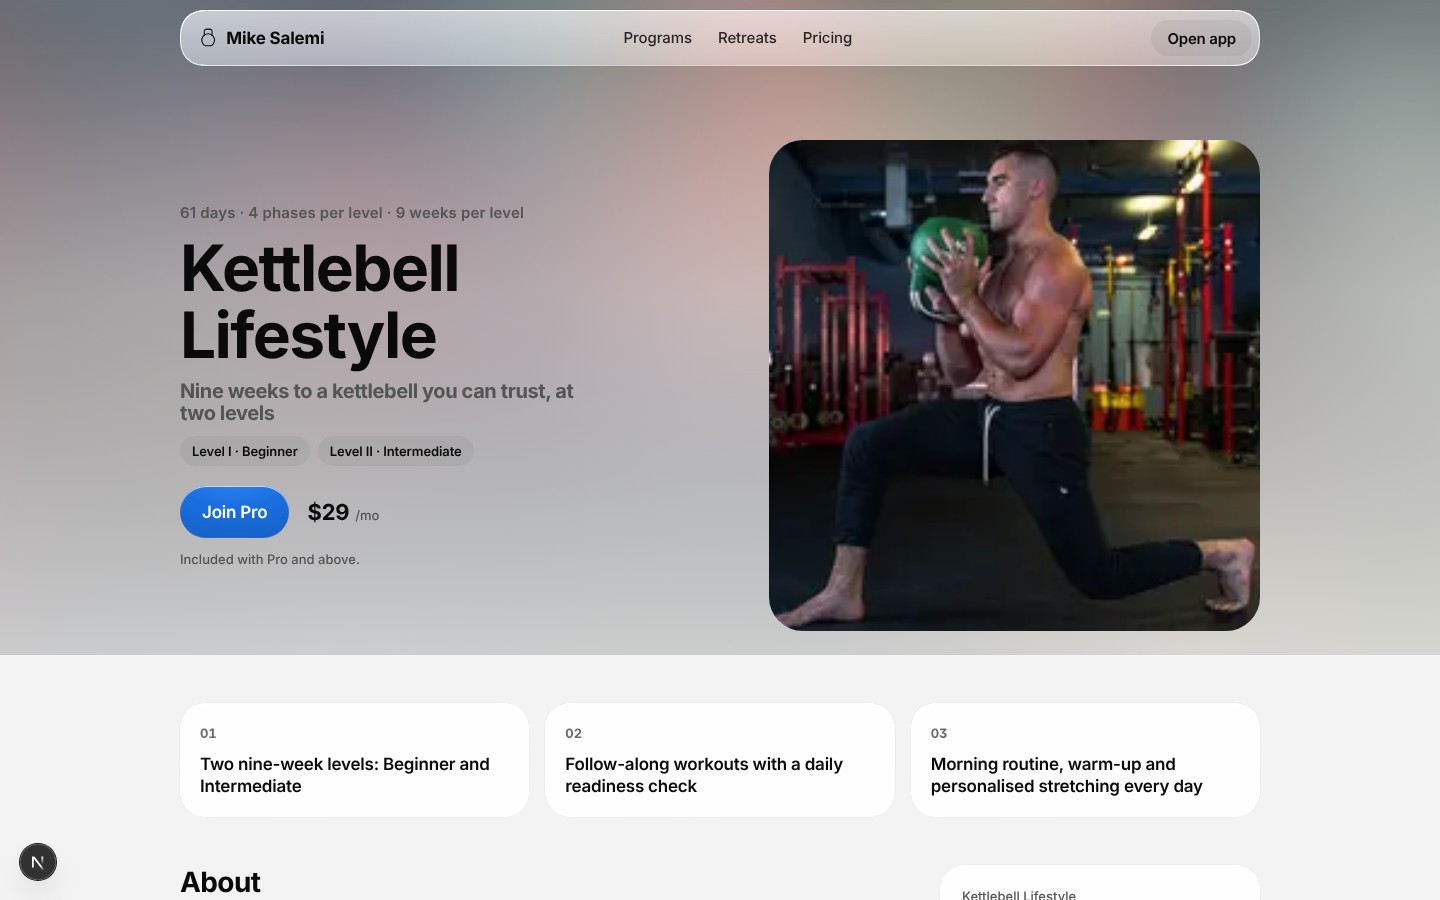 Mike Salemi
Programs
Retreats
Pricing
Open app
61 days · 4 phases per level · 9 weeks per level
Kettlebell
Lifestyle
Nine weeks to a kettlebell you can trust, at
two levels
Level I · Beginner
Level II · Intermediate
Join Pro
$29 /mo
Included with Pro and above.
01
Two nine-week levels: Beginner and
Intermediate
02
Follow-along workouts with a daily
readiness check
03
Morning routine, warm-up and
personalised stretching every day
N
About
Kettlebell Lifestyle